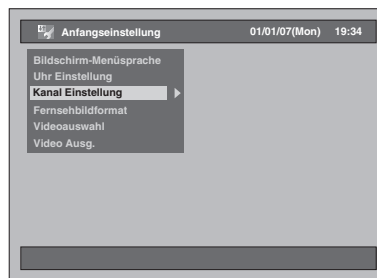 Anfangseinstellung 01/01/07(Mon) 19:34
Bildschirm-Menüsprache
Uhr Einstellung
Kanal Einstellung
Fernsehbildformat
Videoauswahl
Video Ausg.